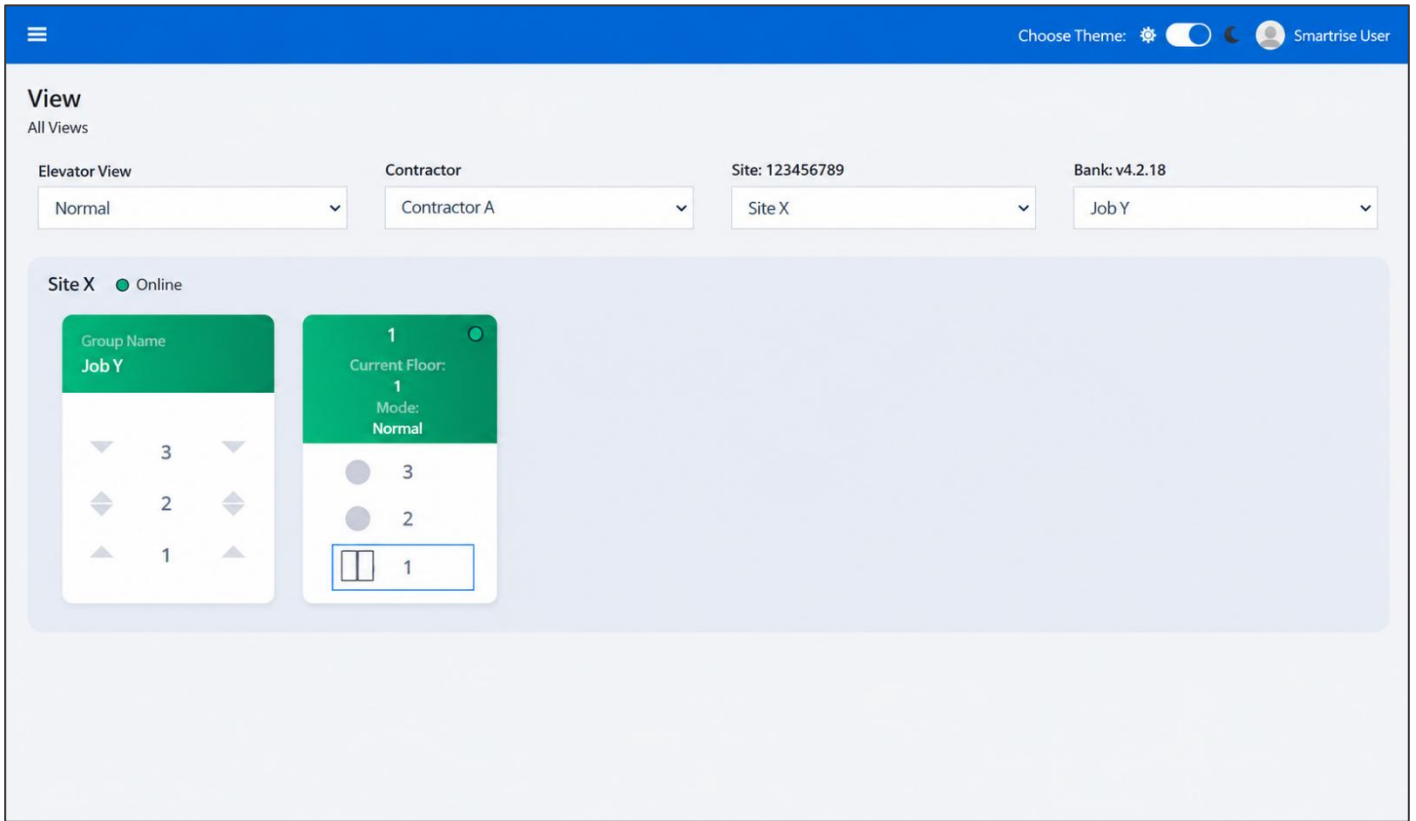 Choose Theme: Smartrise User
View
All Views
Elevator View
Normal
Contractor
Contractor A
Site: 123456789
Site X
Bank: v4.2.18
Job Y
Site X Online
Group Name
Job Y
3
2
1
1
Current Floor:
1
Mode:
Normal
3
2
1